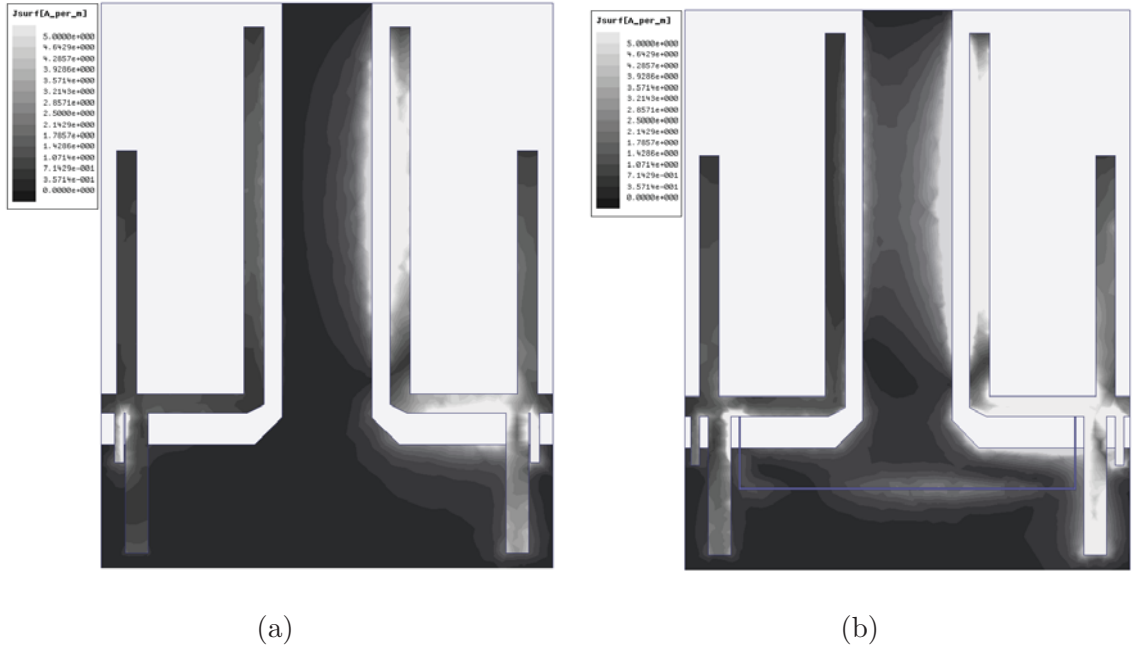 Jsurf[A_per_m]
5.0000e+000
4.6429e+000
4.2857e+000
3.9286e+000
3.5714e+000
3.2143e+000
2.8571e+000
2.5000e+000
2.1429e+000
1.7857e+000
1.4286e+000
1.0714e+000
7.1429e-001
3.5714e-001
0.0000e+000
Jsurf[A_per_m]
5.0000e+000
4.6429e+000
4.2857e+000
3.9286e+000
3.5714e+000
3.2143e+000
2.8571e+000
2.5000e+000
2.1429e+000
1.7857e+000
1.4286e+000
1.0714e+000
7.1429e-001
3.5714e-001
0.0000e+000
(a)
(b)